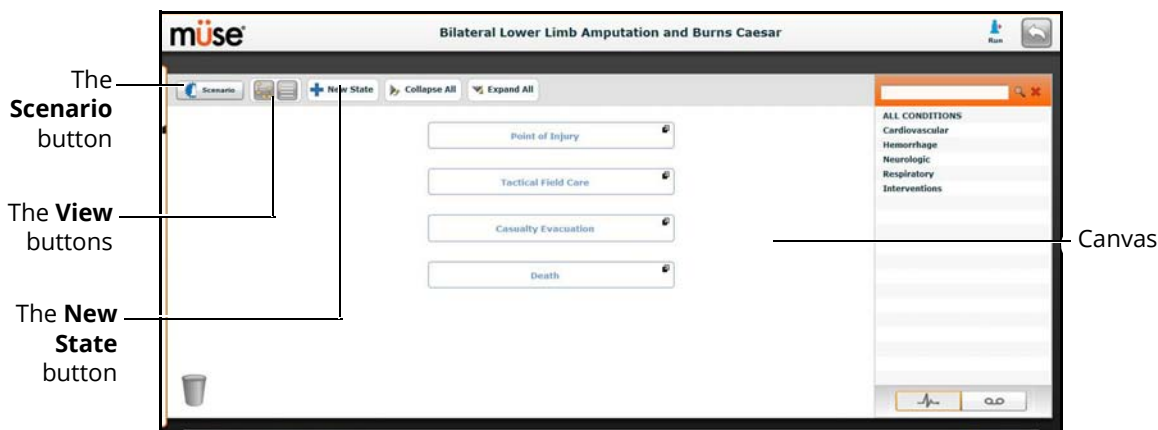 müse
Bilateral Lower Limb Amputation and Burns Caesar
Run
The
Scenario
button
Scenario
New State
Collapse All
Expand All
Point of Injury
Tactical Field Care
Casualty Evacuation
Death
ALL CONDITIONS
Cardiovascular
Hemorrhage
Neurologic
Respiratory
Interventions
The View
buttons
Canvas
The New
State
button